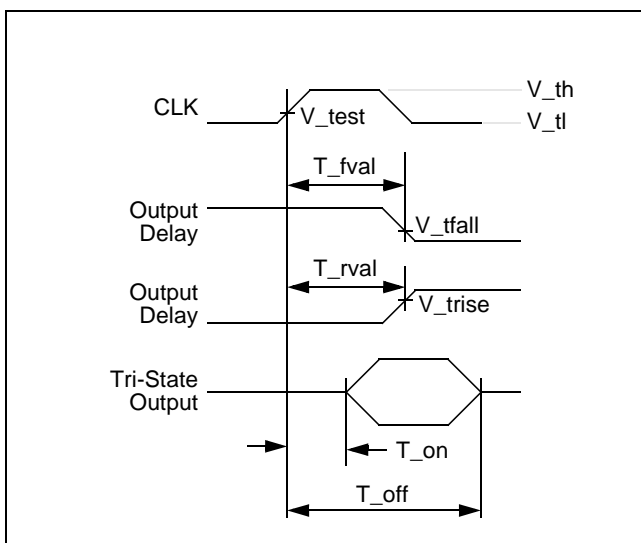 V_th
CLK
V_test
V_tl
T_fval
Output
Delay
V_tfall
T_rval
Output
Delay
V_trise
Tri-State
Output
T_on
T_off